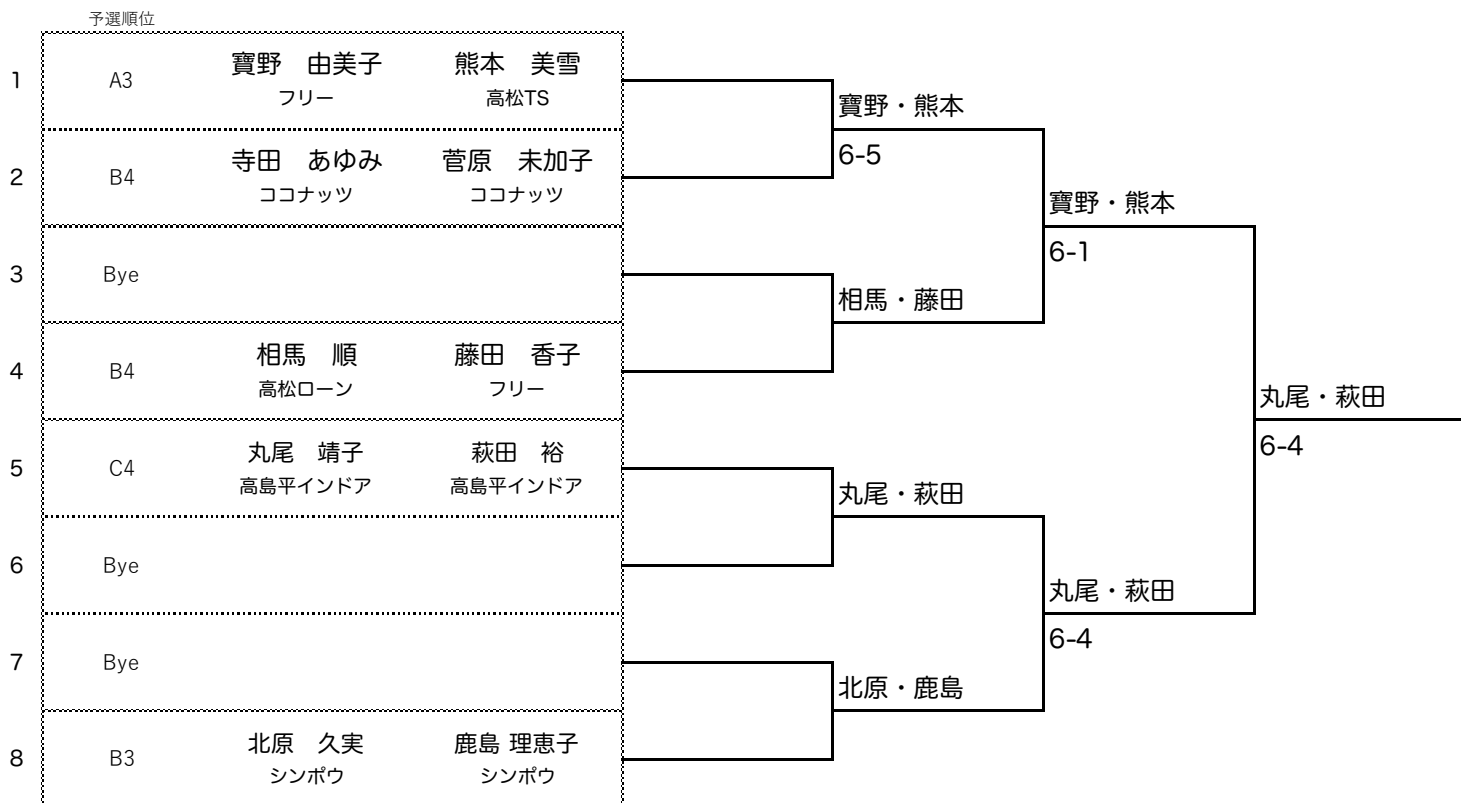 予選順位
1 A3 寶野　由美子 熊本　美雪
フリー 高松TS
寶野・熊本
6-5
2 B4 寺田　あゆみ 菅原　未加子
ココナッツ ココナッツ
寶野・熊本
6-1
3 Bye
相馬・藤田
4 B4 相馬　順 藤田　香子
高松ローン フリー
丸尾・萩田
6-4
5 C4 丸尾　靖子 萩田　裕
高島平インドア 高島平インドア
丸尾・萩田
6 Bye
丸尾・萩田
6-4
7 Bye
北原・鹿島
8 B3 北原　久実 鹿島 理恵子
シンポウ シンポウ